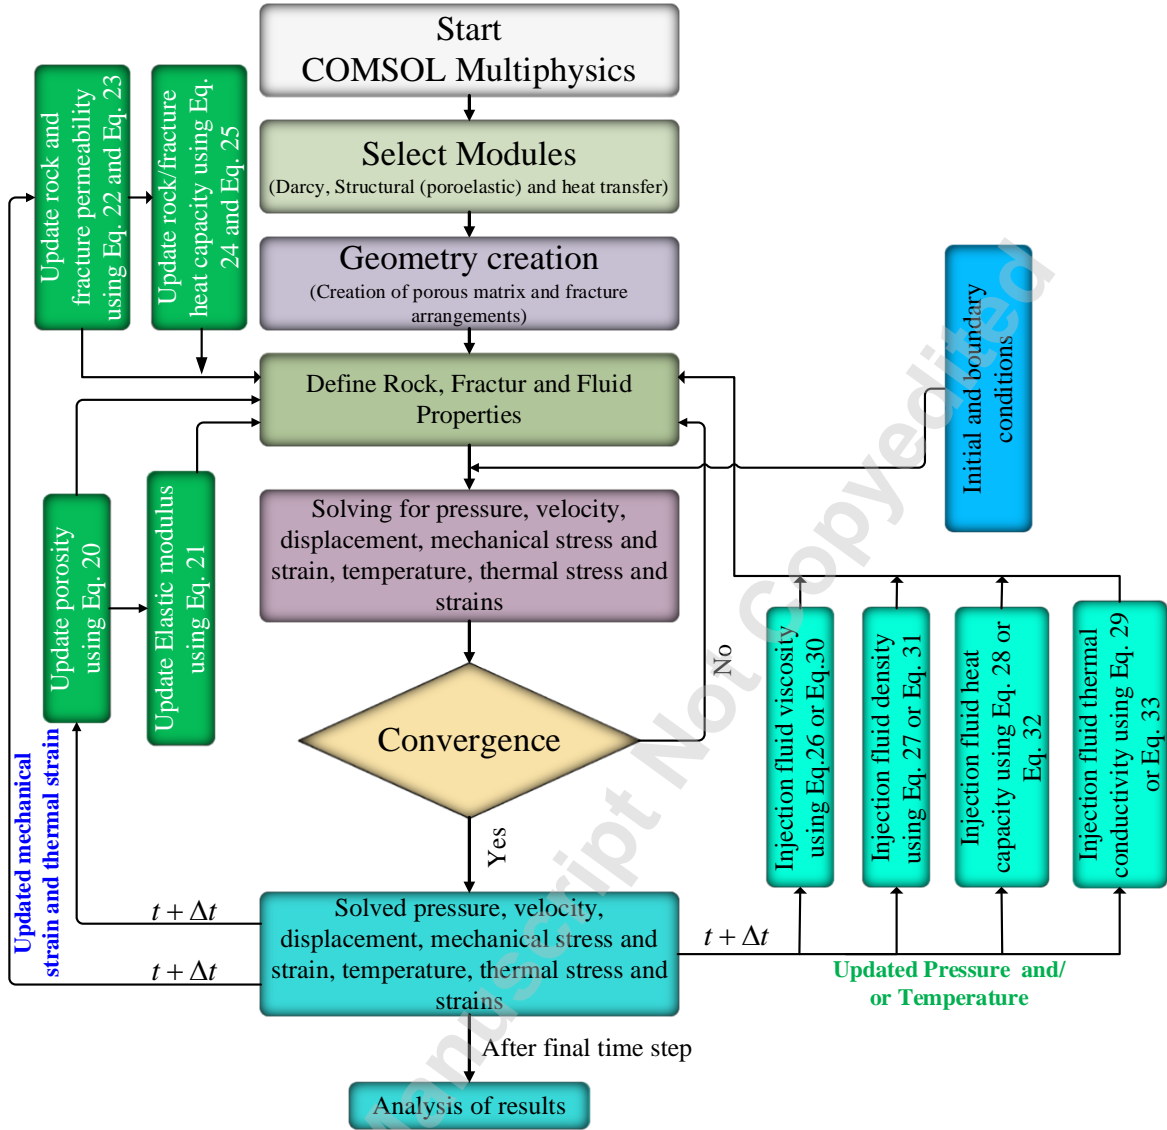 Start
COMSOL Multiphysics
Select Modules
(Darcy, Structural (poroelastic) and heat transfer)
Geometry creation
(Creation of porous matrix and fracture
arrangements)
Define Rock, Fractur and Fluid
Properties
Solving for pressure, velocity,
displacement, mechanical stress and
strain, temperature, thermal stress and
strains
Convergence
No
Yes
Solved pressure, velocity,
displacement, mechanical stress and
strain, temperature, thermal stress and
strains
After final time step
Analysis of results
Update rock and
fracture permeability
using Eq. 22 and Eq. 23
Update rock/fracture
heat capacity using Eq.
24 and Eq. 25
Update porosity
using Eq. 20
Update Elastic modulus
using Eq. 21
Updated mechanical
strain and thermal strain
t + Δt
t + Δt
t + Δt
Initial and boundary
conditions
Injection fluid viscosity
using Eq.26 or Eq.30
Injection fluid density
using Eq. 27 or Eq. 31
Injection fluid heat
capacity using Eq. 28 or
Eq. 32
Injection fluid thermal
conductivity using Eq. 29
or Eq. 33
Updated Pressure and/
or Temperature
Manuscript Not Copyedited